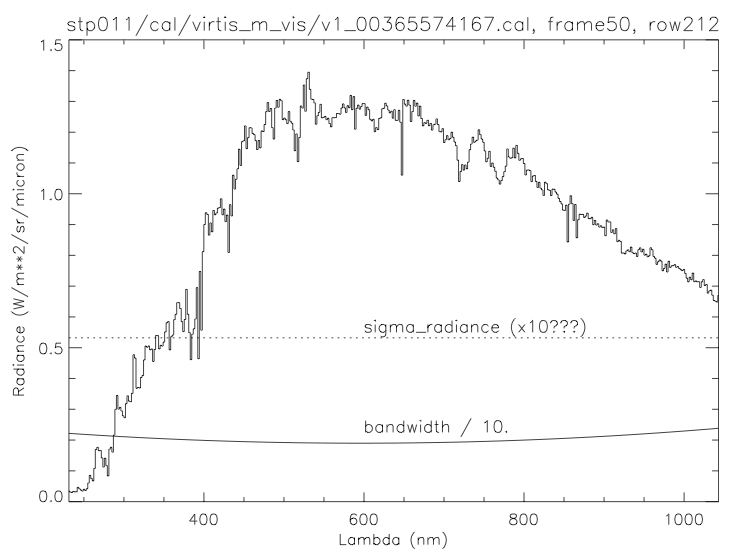 stp011/cal/virtis_m_vis/v1_00365574167.cal, frame50, row212
1.5
1.0
0.5
0.0
Radiance (W/m**2/sr/micron)
sigma_radiance (x10???)
bandwidth / 10.
400 600 800 1000
Lambda (nm)